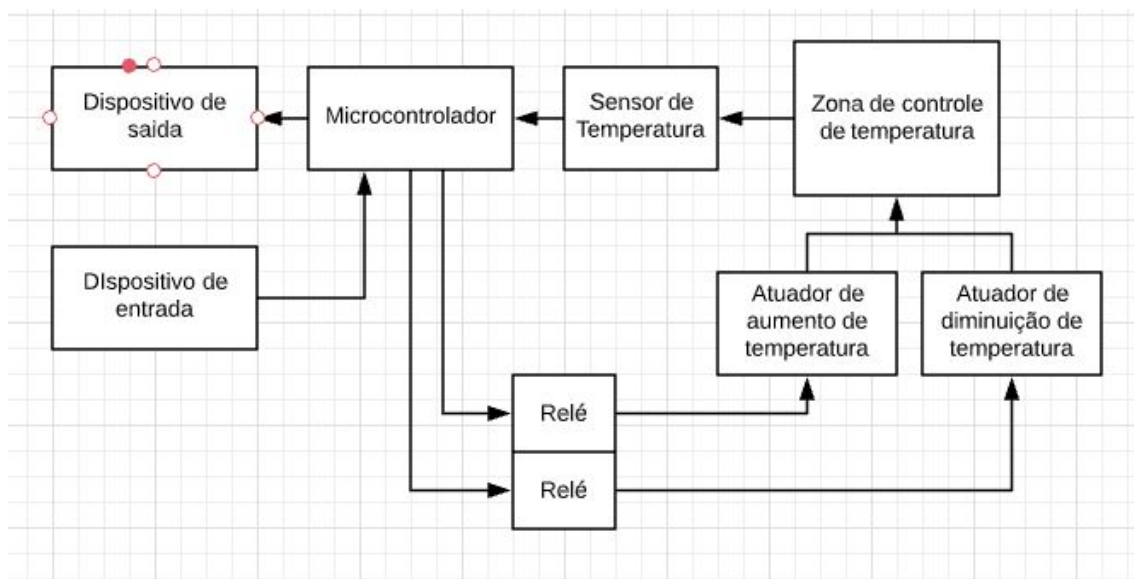 Dispositivo de
saida
Microcontrolador
Sensor de
Temperatura
Zona de controle
de temperatura
DIspositivo de
entrada
Atuador de
aumento de
temperatura
Atuador de
diminuição de
temperatura
Relé
Relé